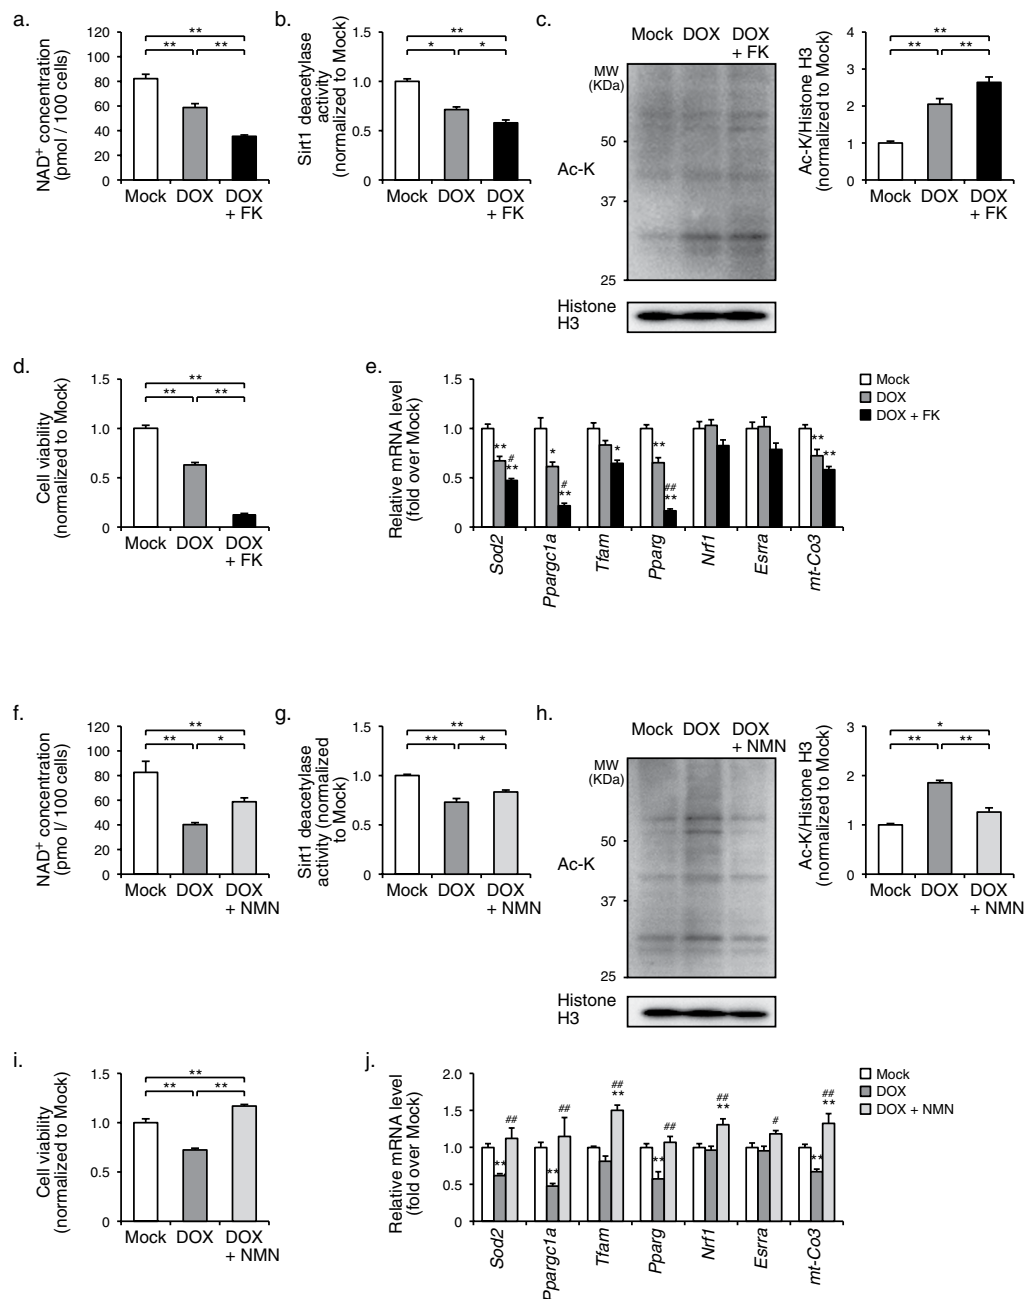 a.
NAD+ concentration
(pmol / 100 cells)
120
100
80
60
40
20
0
**
** **
Mock DOX DOX
+ FK
b.
Sirt1 deacetylase
activity
(normalized to Mock)
1.5
1.0
0.5
0
**
* *
Mock DOX DOX
+ FK
c.
Mock DOX DOX
+ FK
MW
(KDa)
50
Ac-K
37
25
Histone
H3
Ac-K/Histone H3
(normalized to Mock)
4
3
2
1
0
**
** **
Mock DOX DOX
+ FK
d.
Cell viability
(normalized to Mock)
1.5
1.0
0.5
0
**
** **
Mock DOX DOX
+ FK
e.
Relative mRNA level
(fold over Mock)
1.5
1.0
0.5
0
** # ** * # ** * ** ## ** ** **
Sod2 Ppargc1a Tfam Pparg Nrf1 Esrra mt-Co3
Mock
DOX
DOX + FK
f.
NAD+ concentration
(pmo l/ 100 cells)
120
100
80
60
40
20
0
**
** *
Mock DOX DOX
+ NMN
g.
Sirt1 deacetylase
activity (normalized
to Mock)
1.5
1.0
0.5
0
**
** *
Mock DOX DOX
+ NMN
h.
Mock DOX DOX
+ NMN
MW
(KDa)
50
Ac-K
37
25
Histone
H3
Ac-K/Histone H3
(normalized to Mock)
3
2
1
0
*
** **
Mock DOX DOX
+ NMN
i.
Cell viability
(normalized to Mock)
1.5
1.0
0.5
0
**
** **
Mock DOX DOX
+ NMN
j.
Relative mRNA level
(fold over Mock)
2.0
1.5
1.0
0.5
0
** ## ** ## ## ** ** ## ## ** # ** ## **
Sod2 Ppargc1a Tfam Pparg Nrf1 Esrra mt-Co3
Mock
DOX
DOX + NMN